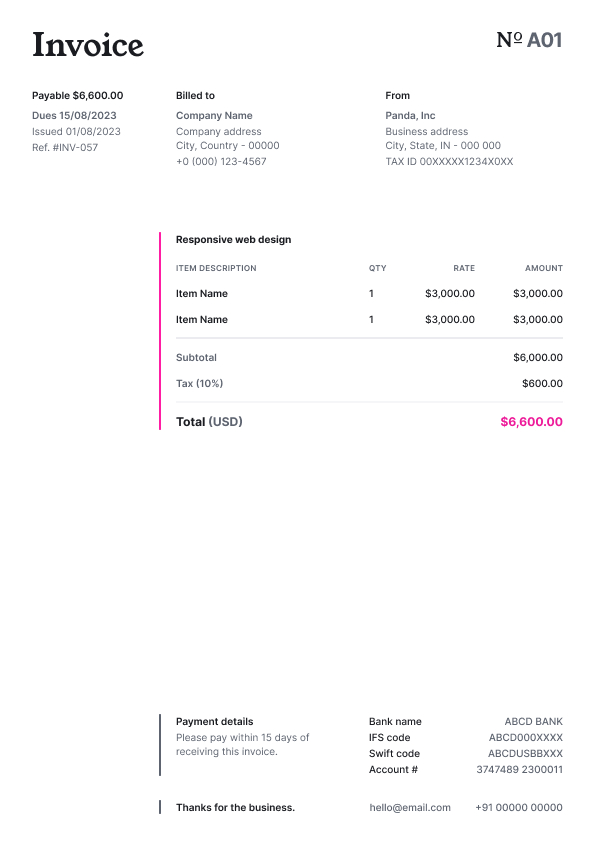 Invoice
Nº A01
Payable $6,600.00
Dues 15/08/2023
Issued 01/08/2023
Ref. #INV-057
Billed to
Company Name
Company address
City, Country - 00000
+0 (000) 123-4567
From
Panda, Inc
Business address
City, State, IN - 000 000
TAX ID 00XXXXX1234X0XX
Responsive web design
ITEM DESCRIPTION QTY RATE AMOUNT
Item Name 1 $3,000.00 $3,000.00
Item Name 1 $3,000.00 $3,000.00
Subtotal $6,000.00
Tax (10%) $600.00
Total (USD) $6,600.00
Payment details
Please pay within 15 days of
receiving this invoice.
Bank name ABCD BANK
IFS code ABCD000XXXX
Swift code ABCDUSBBXXX
Account # 3747489 2300011
Thanks for the business. hello@email.com +91 00000 00000